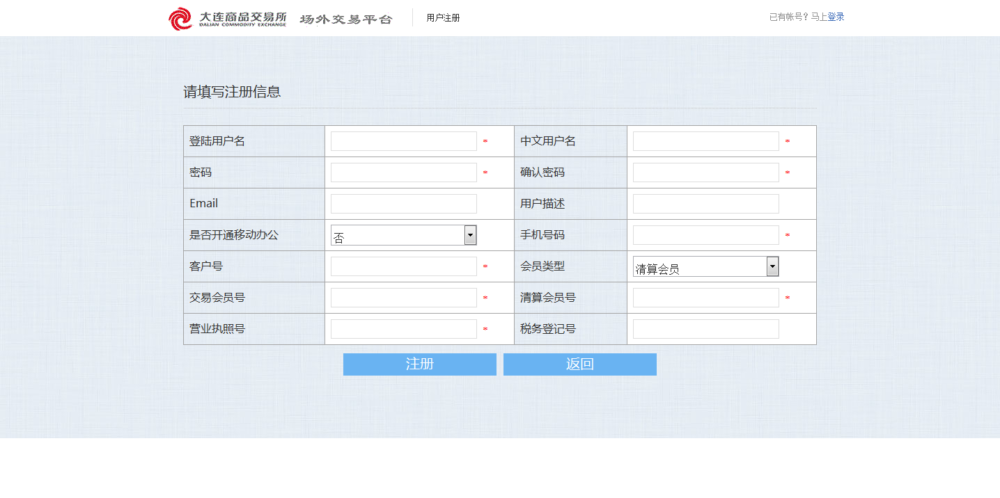 大连商品交易所 场外交易平台 用户注册 已有帐号？马上登录
DALIAN COMMODITY EXCHANGE
请填写注册信息
登陆用户名 * 中文用户名 *
密码 * 确认密码 *
Email 用户描述
是否开通移动办公 否 手机号码 *
客户号 * 会员类型 清算会员
交易会员号 * 清算会员号 *
营业执照号 * 税务登记号
注册 返回